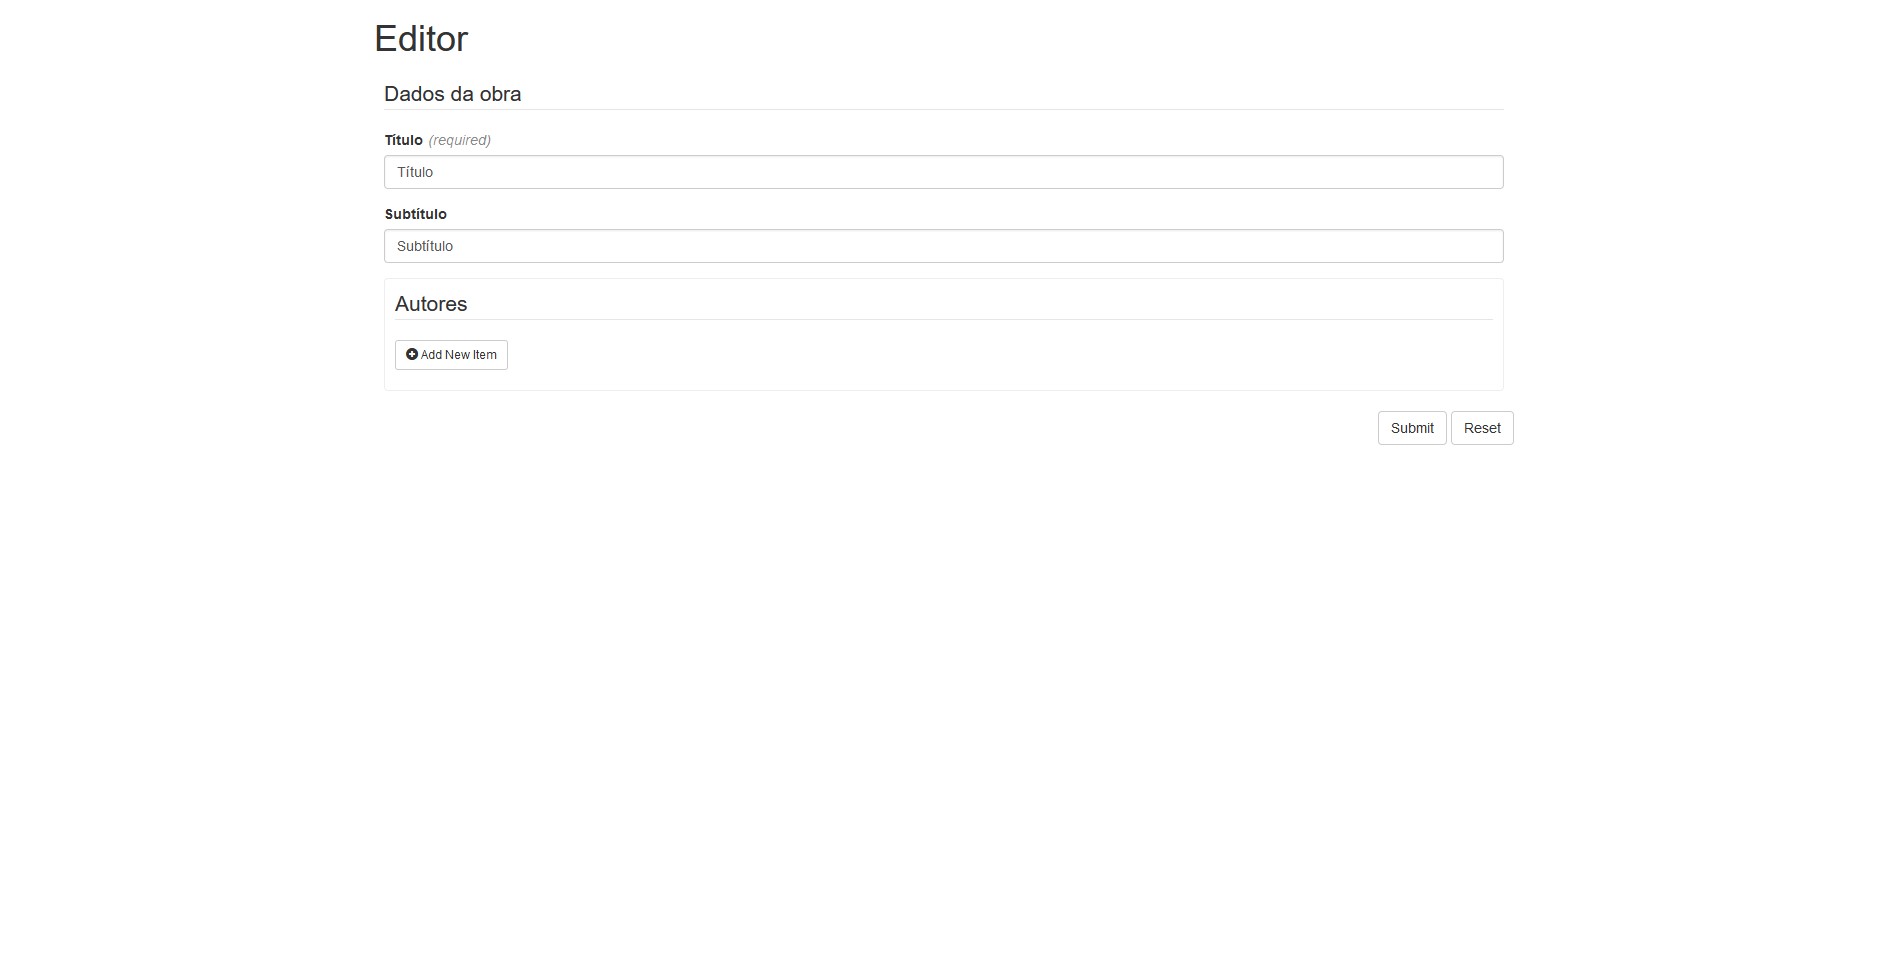 Editor
Dados da obra
Título (required)
Título
Subtítulo
Subtítulo
Autores
Add New Item
Submit Reset